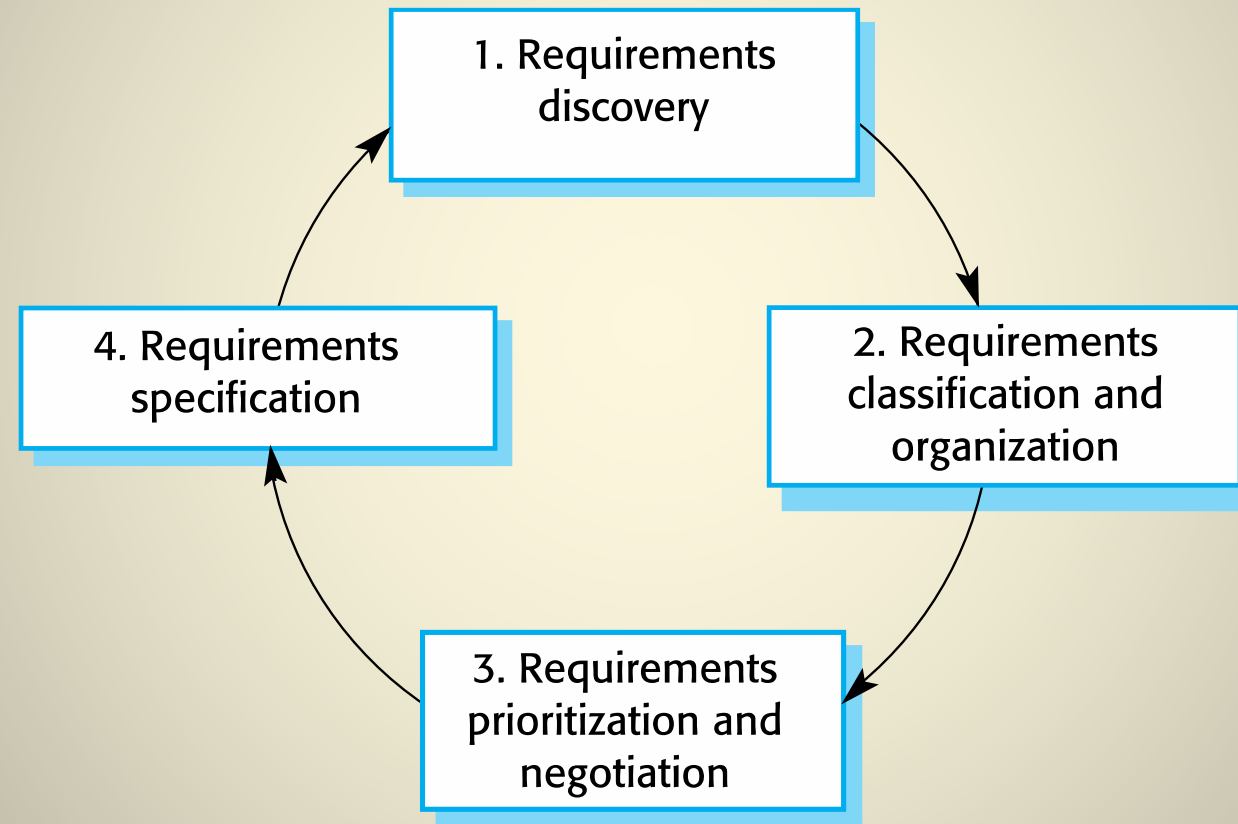 1. Requirements
discovery
2. Requirements
classification and
organization
3. Requirements
prioritization and
negotiation
4. Requirements
specification